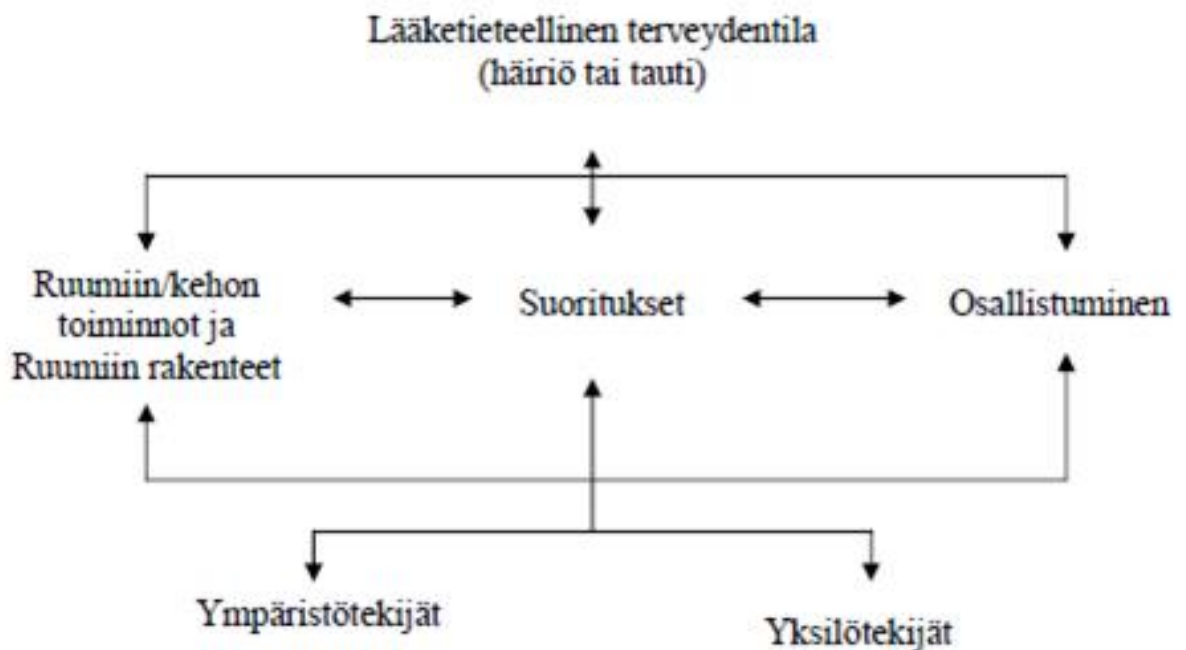 Lääketieteellinen terveydentila
(häiriö tai tauti)
Ruumiin/kehon
toiminnot ja
Ruumiin rakenteet
Suoritukset
Osallistuminen
Ympäristötekijät
Yksilötekijät